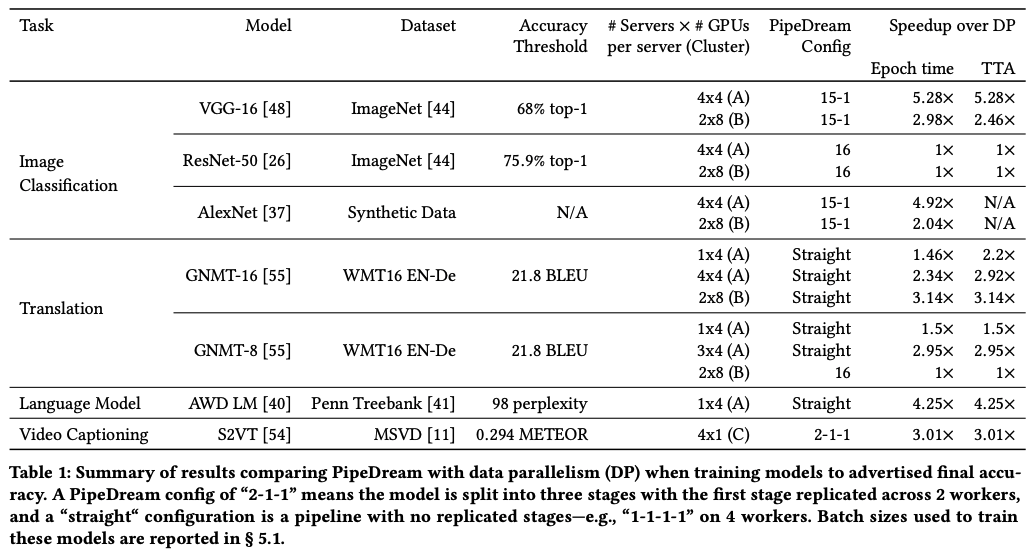 Task Model Dataset Accuracy Threshold # Servers × # GPUs per server (Cluster) PipeDream Config Speedup over DP
Epoch time TTA
Image Classification
VGG-16 [48] ImageNet [44] 68% top-1 4x4 (A) 15-1 5.28× 5.28×
2x8 (B) 15-1 2.98× 2.46×
ResNet-50 [26] ImageNet [44] 75.9% top-1 4x4 (A) 16 1× 1×
2x8 (B) 16 1× 1×
AlexNet [37] Synthetic Data N/A 4x4 (A) 15-1 4.92× N/A
2x8 (B) 15-1 2.04× N/A
Translation
GNMT-16 [55] WMT16 EN-De 21.8 BLEU 1x4 (A) Straight 1.46× 2.2×
4x4 (A) Straight 2.34× 2.92×
2x8 (B) Straight 3.14× 3.14×
GNMT-8 [55] WMT16 EN-De 21.8 BLEU 1x4 (A) Straight 1.5× 1.5×
3x4 (A) Straight 2.95× 2.95×
2x8 (B) 16 1× 1×
Language Model AWD LM [40] Penn Treebank [41] 98 perplexity 1x4 (A) Straight 4.25× 4.25×
Video Captioning S2VT [54] MSVD [11] 0.294 METEOR 4x1 (C) 2-1-1 3.01× 3.01×
Table 1: Summary of results comparing PipeDream with data parallelism (DP) when training models to advertised final accu-
racy. A PipeDream config of “2-1-1” means the model is split into three stages with the first stage replicated across 2 workers,
and a “straight“ configuration is a pipeline with no replicated stages—e.g., “1-1-1-1” on 4 workers. Batch sizes used to train
these models are reported in § 5.1.